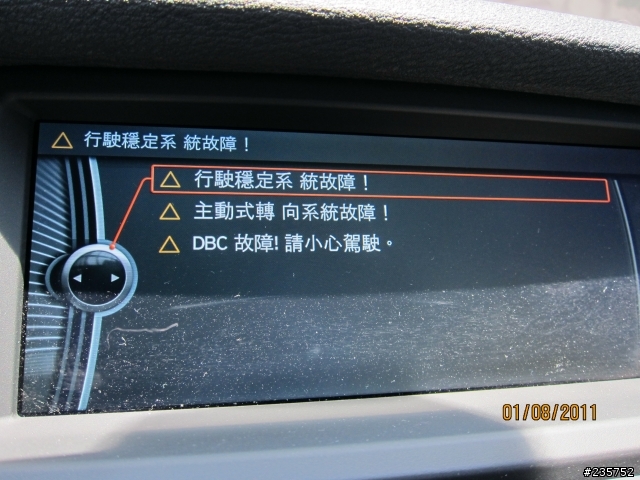 行駛穩定系 統故障！
行駛穩定系 統故障！
主動式轉 向系統故障！
DBC 故障! 請小心駕駛。
01/08/2011
#235752